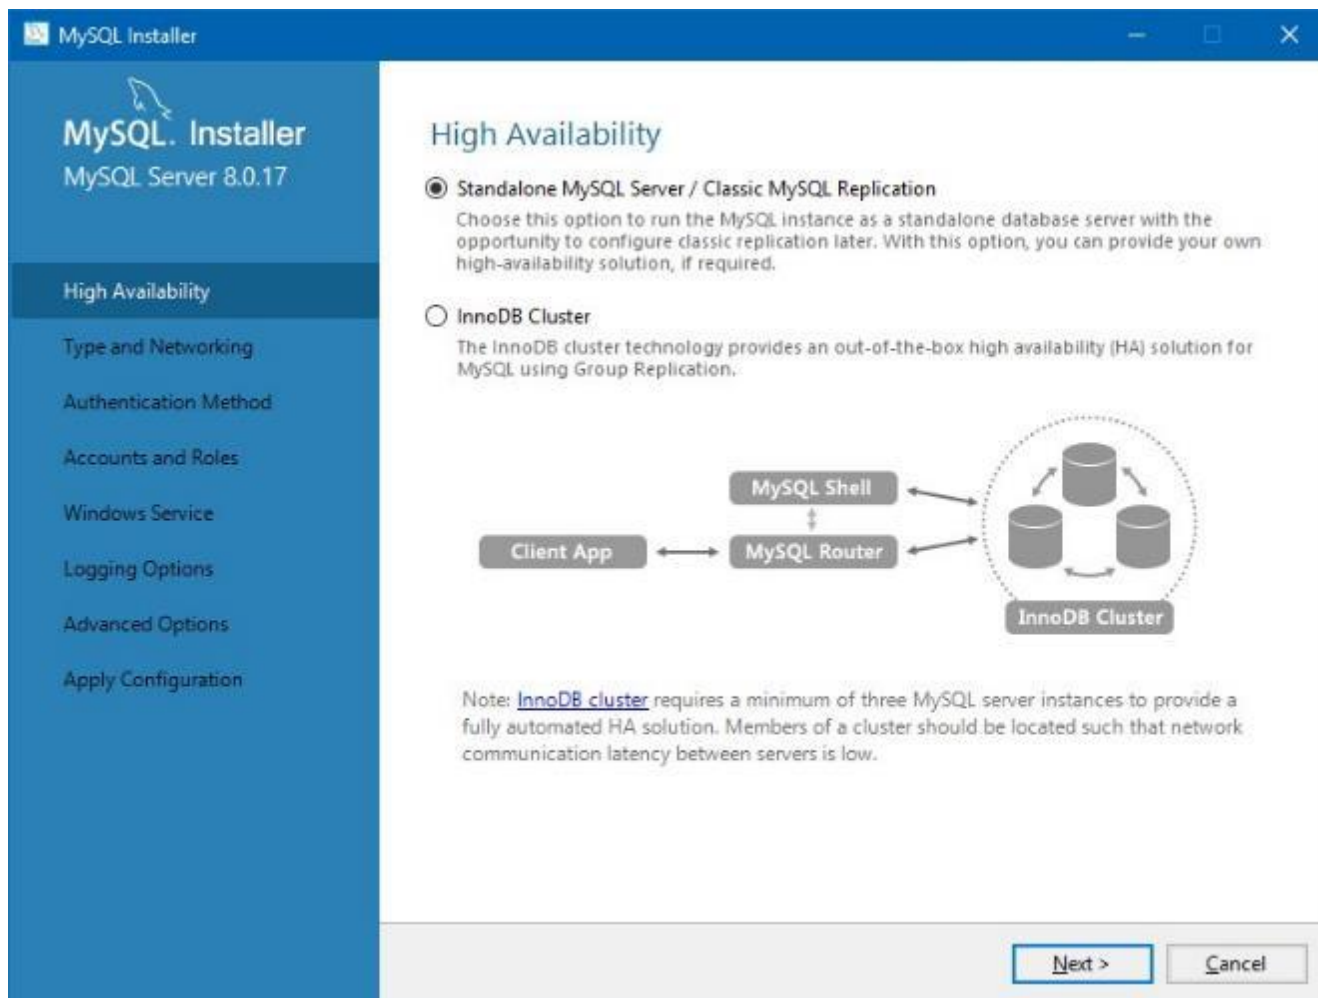 MySQL Installer
MySQL. Installer
MySQL Server 8.0.17
High Availability
Type and Networking
Authentication Method
Accounts and Roles
Windows Service
Logging Options
Advanced Options
Apply Configuration
High Availability
Standalone MySQL Server / Classic MySQL Replication
Choose this option to run the MySQL instance as a standalone database server with the
opportunity to configure classic replication later. With this option, you can provide your own
high-availability solution, if required.
InnoDB Cluster
The InnoDB cluster technology provides an out-of-the-box high availability (HA) solution for
MySQL using Group Replication.
MySQL Shell
Client App
MySQL Router
InnoDB Cluster
Note: InnoDB cluster requires a minimum of three MySQL server instances to provide a
fully automated HA solution. Members of a cluster should be located such that network
communication latency between servers is low.
Next >
Cancel